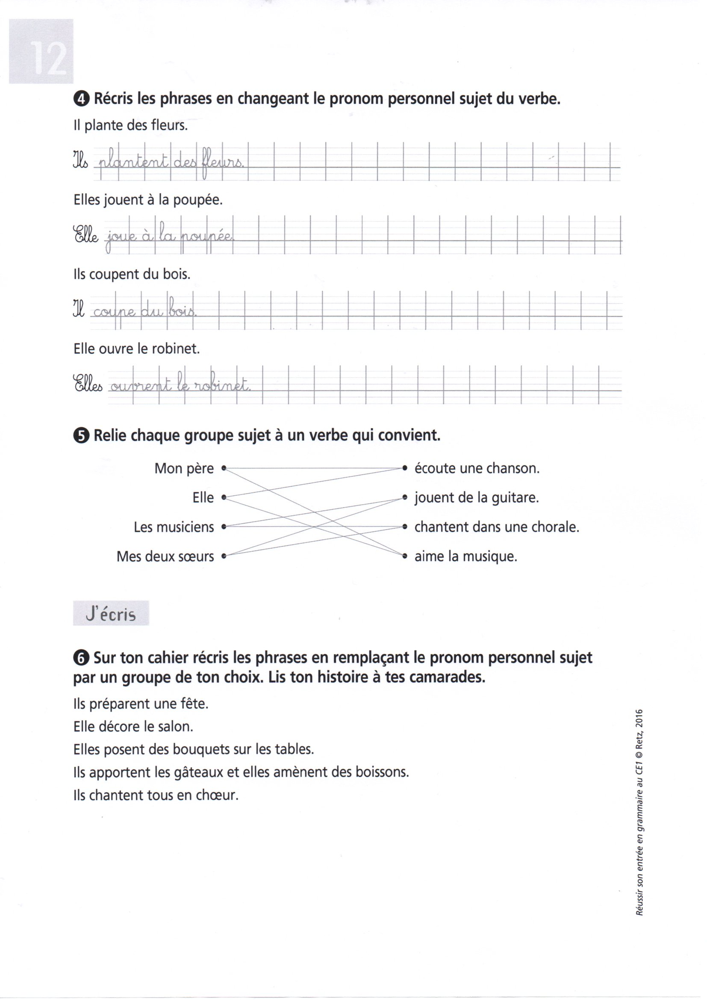 12
4 Récris les phrases en changeant le pronom personnel sujet du verbe.
Il plante des fleurs.
Ils plantent des fleurs.
Elles jouent à la poupée.
Elle joue à la poupée.
Ils coupent du bois.
Il coupe du bois.
Elle ouvre le robinet.
Elles ouvrent le robinet.
5 Relie chaque groupe sujet à un verbe qui convient.
Mon père • • écoute une chanson.
Elle • • jouent de la guitare.
Les musiciens • • chantent dans une chorale.
Mes deux sœurs • • aime la musique.
J'écris
6 Sur ton cahier récris les phrases en remplaçant le pronom personnel sujet
par un groupe de ton choix. Lis ton histoire à tes camarades.
Ils préparent une fête.
Elle décore le salon.
Elles posent des bouquets sur les tables.
Ils apportent les gâteaux et elles amènent des boissons.
Ils chantent tous en chœur.
Réussir son entrée en grammaire au CE1 © Retz, 2016